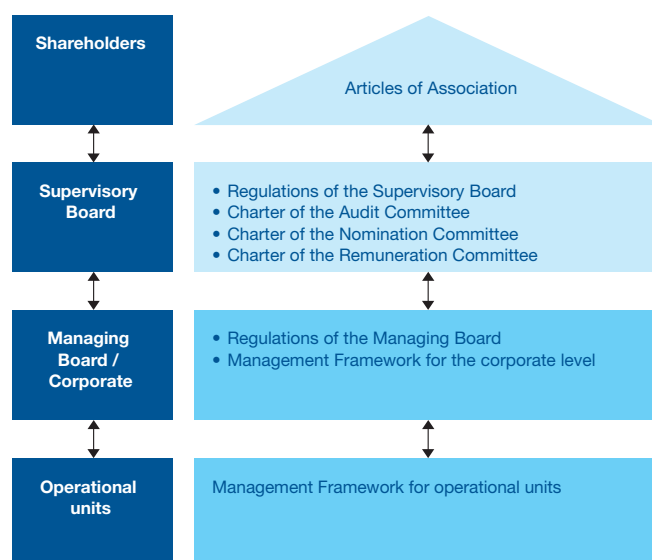 Shareholders
Articles of Association
Supervisory
Board
• Regulations of the Supervisory Board
• Charter of the Audit Committee
• Charter of the Nomination Committee
• Charter of the Remuneration Committee
Managing
Board /
Corporate
• Regulations of the Managing Board
• Management Framework for the corporate level
Operational
units
Management Framework for operational units